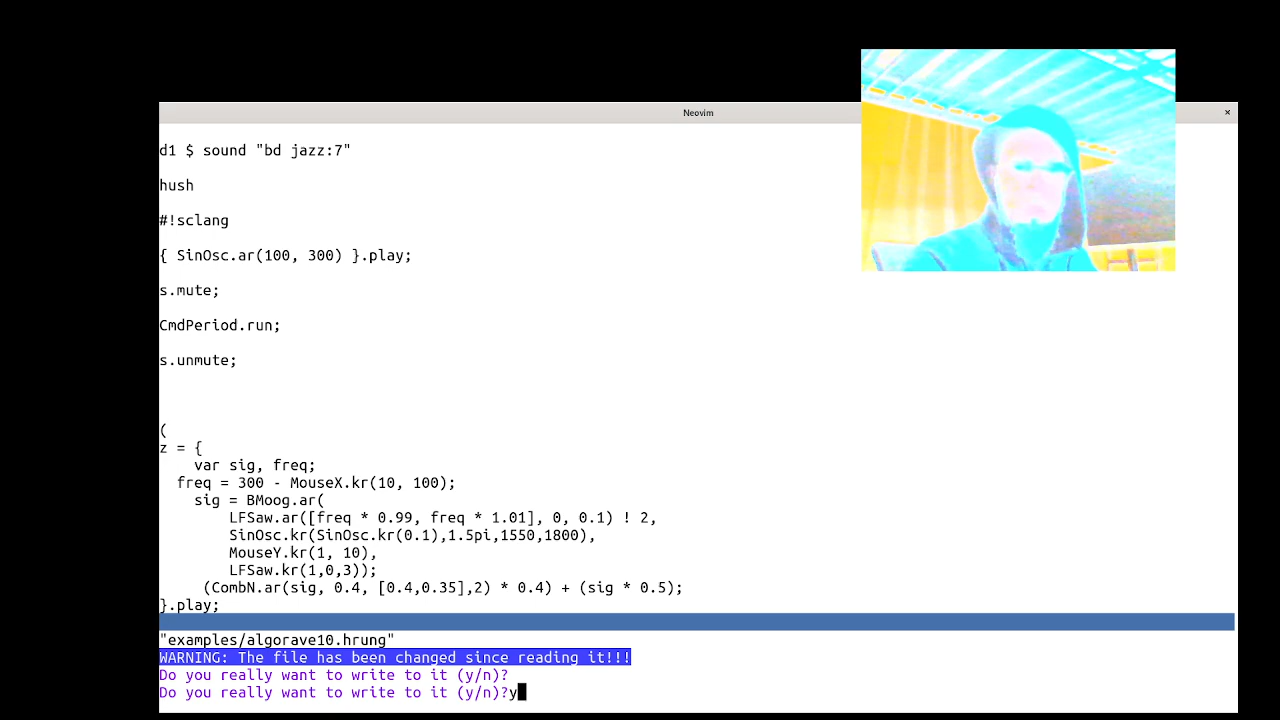 Neovim
×
d1 $ sound "bd jazz:7"
hush
#!sclang
{ SinOsc.ar(100, 300) }.play;
s.mute;
CmdPeriod.run;
s.unmute;
(
z = {
    var sig, freq;
  freq = 300 - MouseX.kr(10, 100);
    sig = BMoog.ar(
        LFSaw.ar([freq * 0.99, freq * 1.01], 0, 0.1) ! 2,
        SinOsc.kr(SinOsc.kr(0.1),1.5pi,1550,1800),
        MouseY.kr(1, 10),
        LFSaw.kr(1,0,3));
     (CombN.ar(sig, 0.4, [0.4,0.35],2) * 0.4) + (sig * 0.5);
}.play;
"examples/algorave10.hrung"
WARNING: The file has been changed since reading it!!!
Do you really want to write to it (y/n)?
Do you really want to write to it (y/n)?y